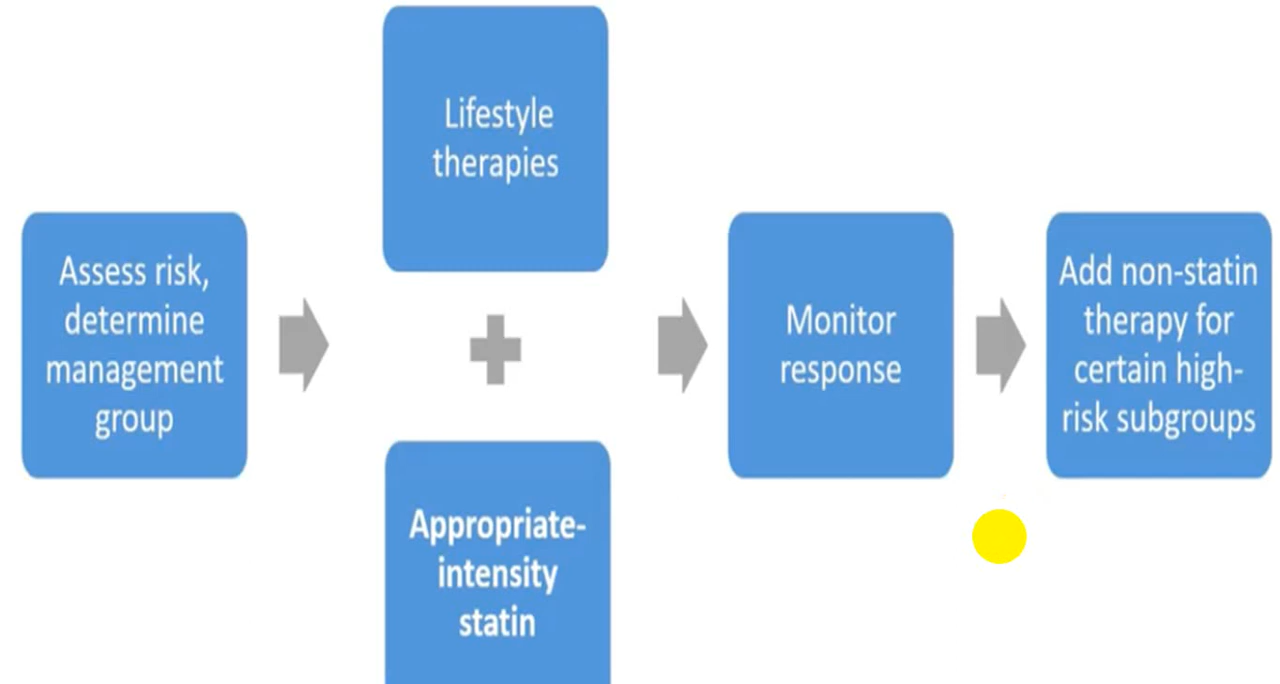 Lifestyle
therapies
Assess risk,
determine
management
group
Monitor
response
Add non-statin
therapy for
certain high-
risk subgroups
Appropriate-
intensity
statin